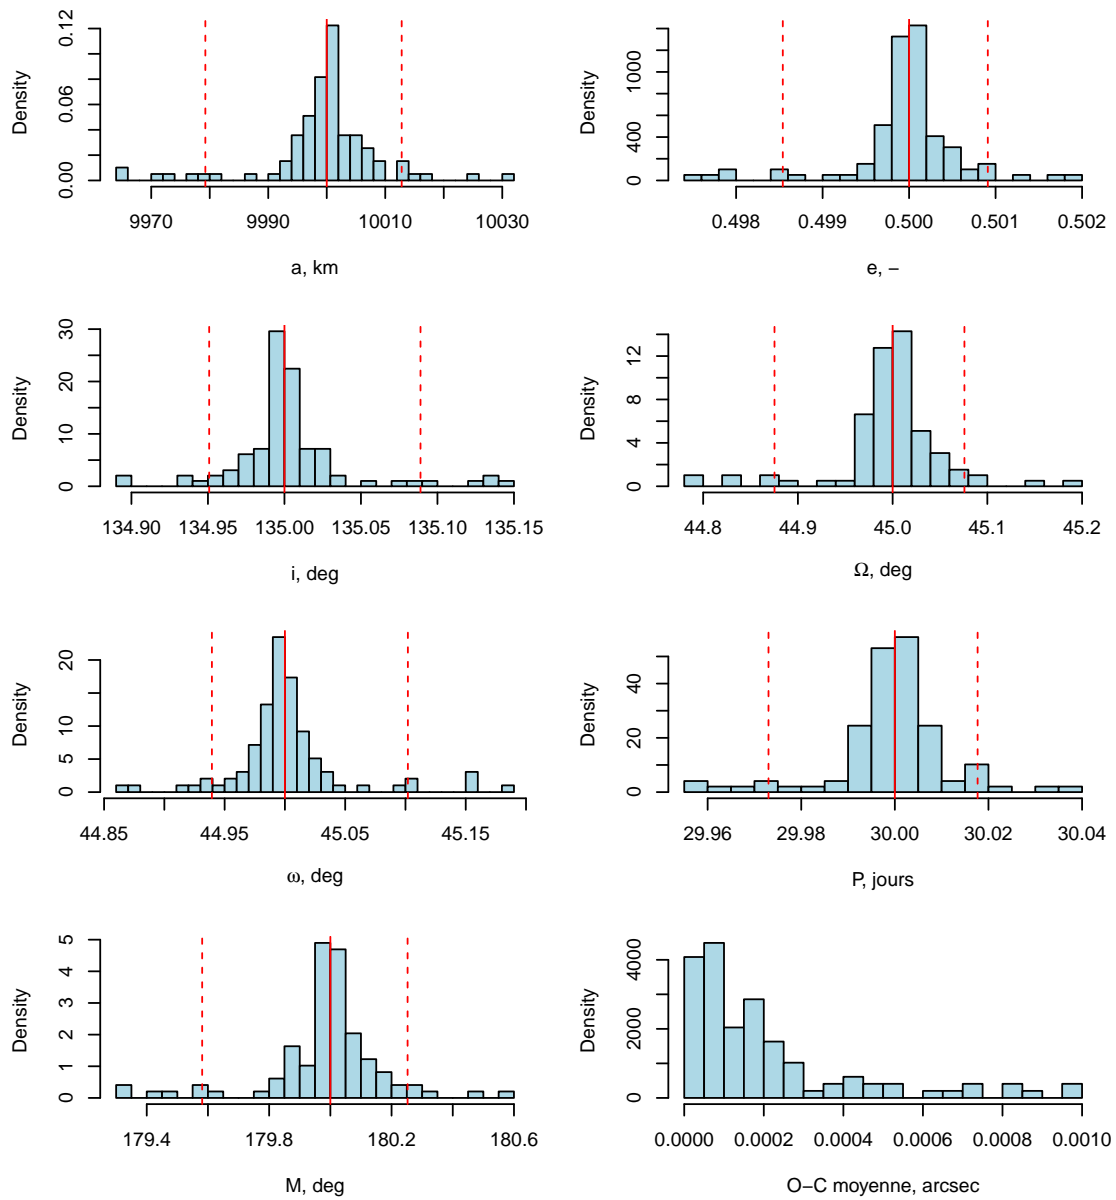 Density
0.00 0.06 0.12
9970 9990 10010 10030
a, km
Density
0 400 1000
0.498 0.499 0.500 0.501 0.502
e, −
Density
0 10 20 30
134.90 134.95 135.00 135.05 135.10 135.15
i, deg
Density
0 4 8 12
44.8 44.9 45.0 45.1 45.2
Ω, deg
Density
0 5 10 20
44.85 44.95 45.05 45.15
ω, deg
Density
0 20 40
29.96 29.98 30.00 30.02 30.04
P, jours
Density
0 1 2 3 4 5
179.4 179.8 180.2 180.6
M, deg
Density
0 2000 4000
0.0000 0.0002 0.0004 0.0006 0.0008 0.0010
O−C moyenne, arcsec